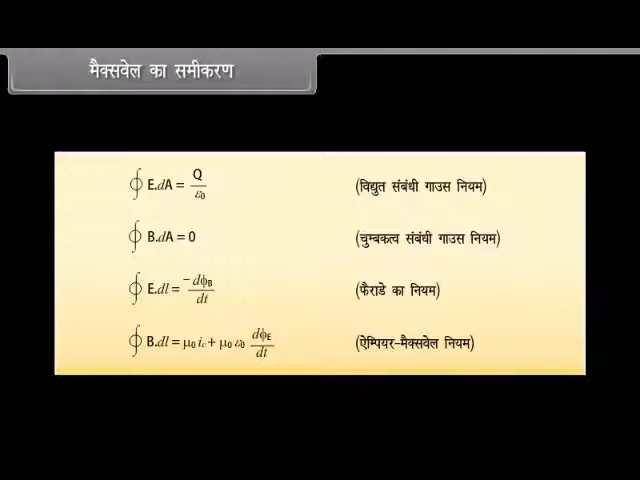 मैक्सवेल का समीकरण
∮ E.dA = Q/ε₀ (विद्युत संबंधी गाउस नियम)
∮ B.dA = 0 (चुम्बकत्व संबंधी गाउस नियम)
∮ E.dl = −dϕ_B/dt (फैराडे का नियम)
∮ B.dl = μ₀ i_c + μ₀ ε₀ dϕ_E/dt (ऐम्पियर-मैक्सवेल नियम)